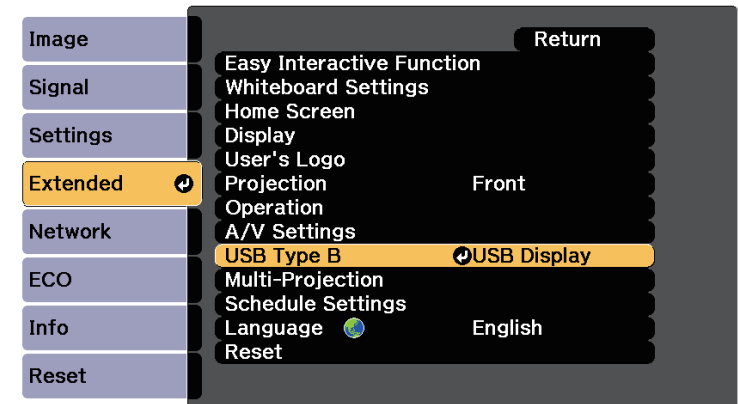 Image
Signal
Settings
Extended
Network
ECO
Info
Reset
Return
Easy Interactive Function
Whiteboard Settings
Home Screen
Display
User's Logo
Projection Front
Operation
A/V Settings
USB Type B USB Display
Multi-Projection
Schedule Settings
Language English
Reset